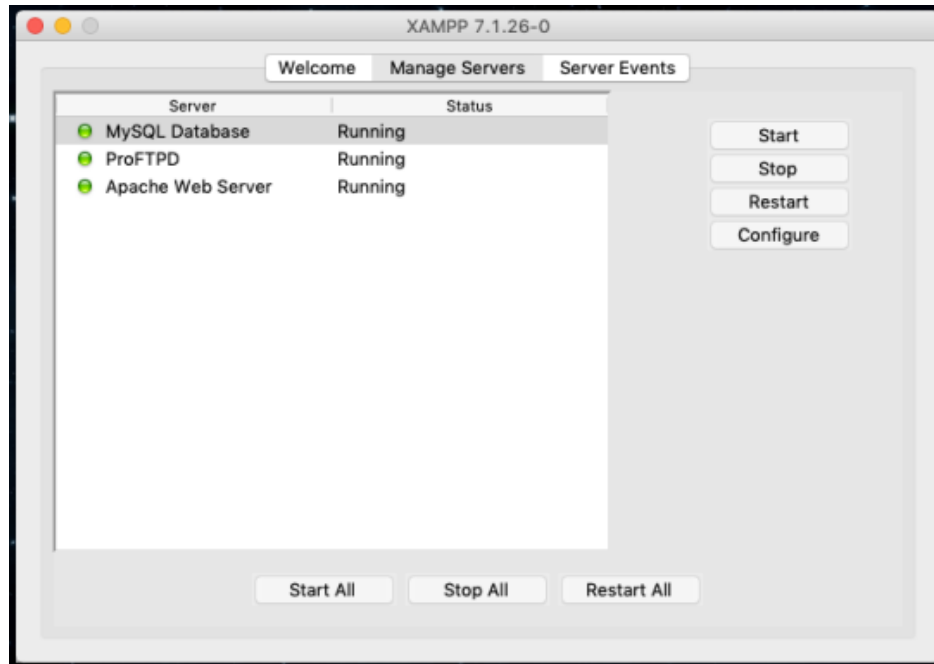 XAMPP 7.1.26-0
Welcome Manage Servers Server Events
Server Status
MySQL Database Running
ProFTPD Running
Apache Web Server Running
Start
Stop
Restart
Configure
Start All Stop All Restart All